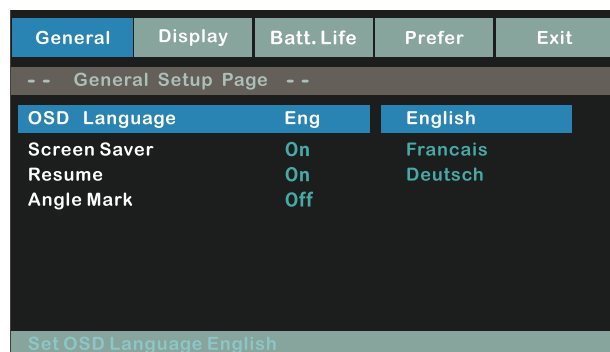 General Display Batt. Life Prefer Exit
-- General Setup Page --
OSD Language Eng English
Screen Saver On Francais
Resume On Deutsch
Angle Mark Off
Set OSD Language English